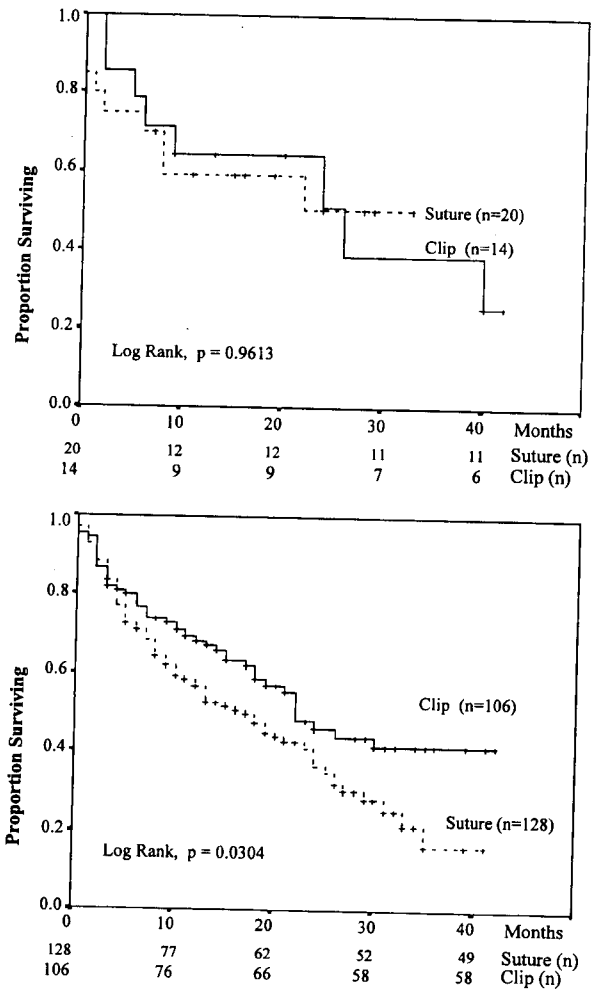 1.0
0.8
0.6
0.4
0.2
0.0
Proportion Surviving
Suture (n=20)
Clip (n=14)
Log Rank, p = 0.9613
0 10 20 30 40 Months
20 12 12 11 11 Suture (n)
14 9 9 7 6 Clip (n)
1.0
0.8
0.6
0.4
0.2
0.0
Proportion Surviving
Clip (n=106)
Suture (n=128)
Log Rank, p = 0.0304
0 10 20 30 40 Months
128 77 62 52 49 Suture (n)
106 76 66 58 58 Clip (n)